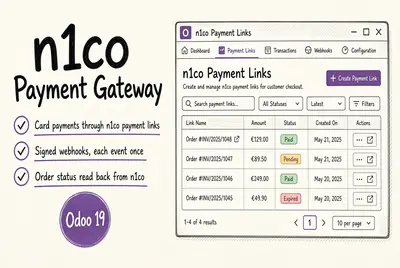 n1co
Payment Gateway
Card payments through n1co payment links
Signed webhooks, each event once
Order status read back from n1co
Odoo 19
n1co Payment Links
Dashboard
Payment Links
Transactions
Webhooks
Configuration
n1co Payment Links
Create and manage n1co payment links for customer checkout.
+ Create Payment Link
Search payment links...
All Statuses
Latest
Filters
Link Name Amount Status Created On Actions
Order #INV/2025/1048 €129.00 Paid May 21, 2025
Order #INV/2025/1047 €89.50 Pending May 21, 2025
Order #INV/2025/1046 €249.00 Paid May 20, 2025
Order #INV/2025/1045 €49.90 Expired May 20, 2025
1-4 of 4 results
1
10 per page